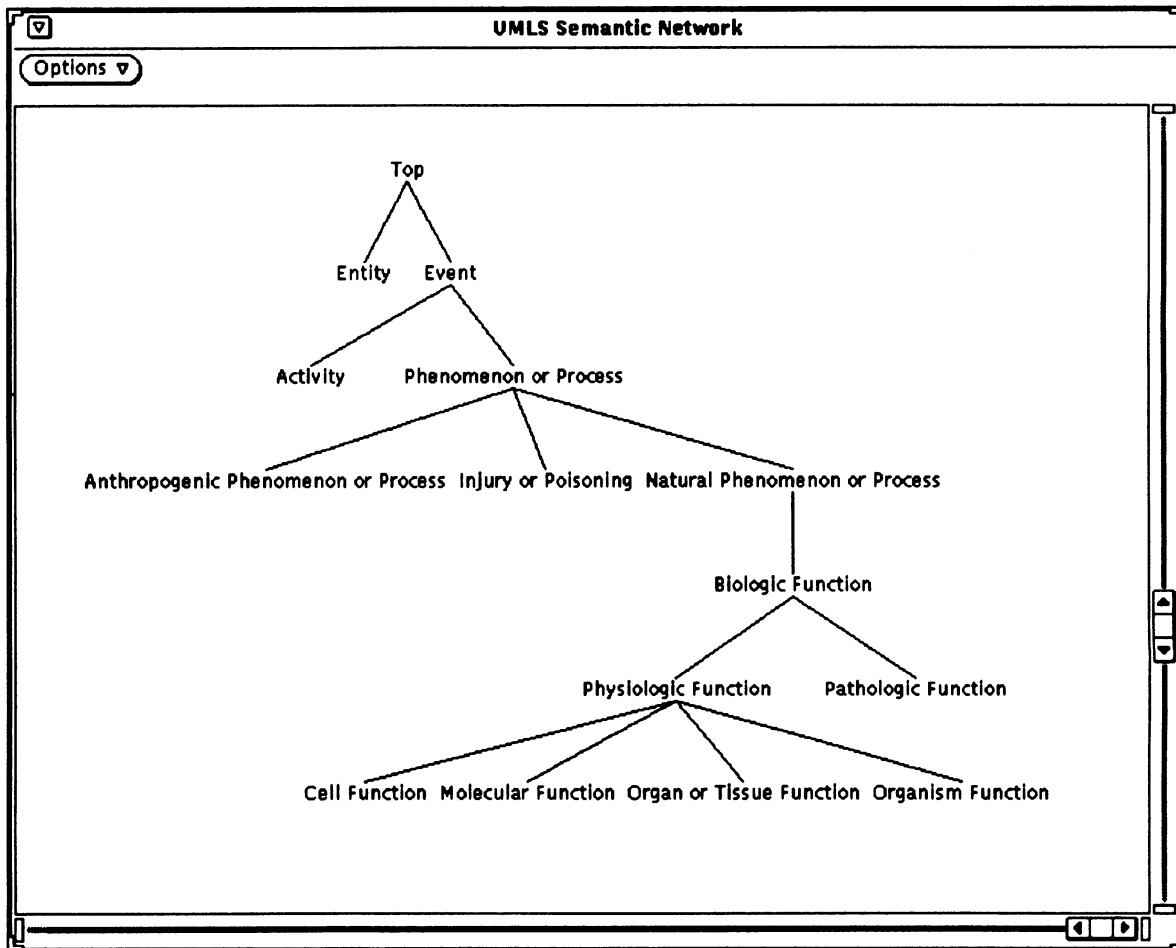 UMLS Semantic Network
Options
Top
Entity Event
Activity Phenomenon or Process
Anthropogenic Phenomenon or Process Injury or Poisoning Natural Phenomenon or Process
Biologic Function
Physiologic Function Pathologic Function
Cell Function Molecular Function Organ or Tissue Function Organism Function